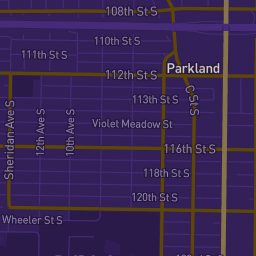 108th St S
110th St S
111th St S
Parkland
112th St S
113th St S
C St S
Violet Meadow St
Sheridan Ave S
12th Ave S
10th Ave S
116th St S
118th St S
120th St S
Wheeler St S